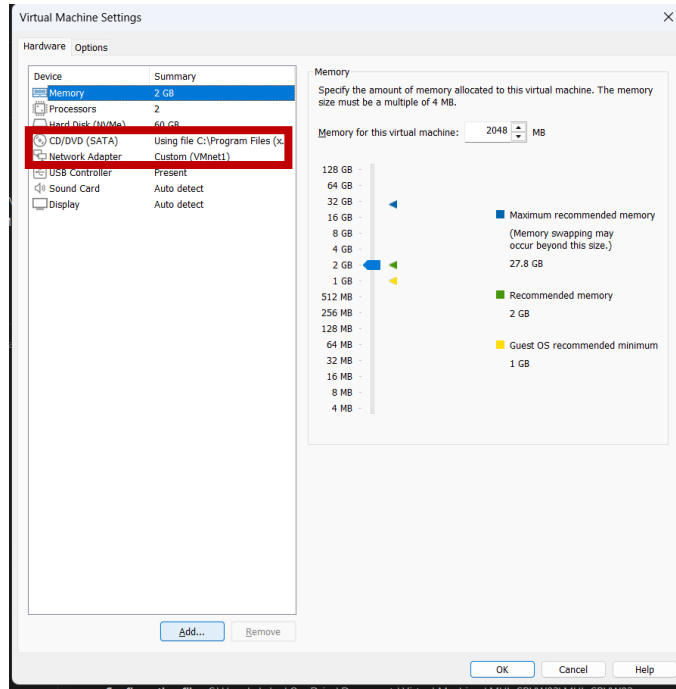 Virtual Machine Settings
Hardware Options
Device Summary
Memory 2 GB
Processors 2
Hard Disk (NVMe) 60 GB
CD/DVD (SATA) Using file C:\Program Files (x.
Network Adapter Custom (VMnet1)
USB Controller Present
Sound Card Auto detect
Display Auto detect
Add... Remove
Memory
Specify the amount of memory allocated to this virtual machine. The memory
size must be a multiple of 4 MB.
Memory for this virtual machine: 2048 MB
128 GB
64 GB
32 GB
16 GB
8 GB
4 GB
2 GB
1 GB
512 MB
256 MB
128 MB
64 MB
32 MB
16 MB
8 MB
4 MB
Maximum recommended memory
(Memory swapping may
occur beyond this size.)
27.8 GB
Recommended memory
2 GB
Guest OS recommended minimum
1 GB
OK Cancel Help